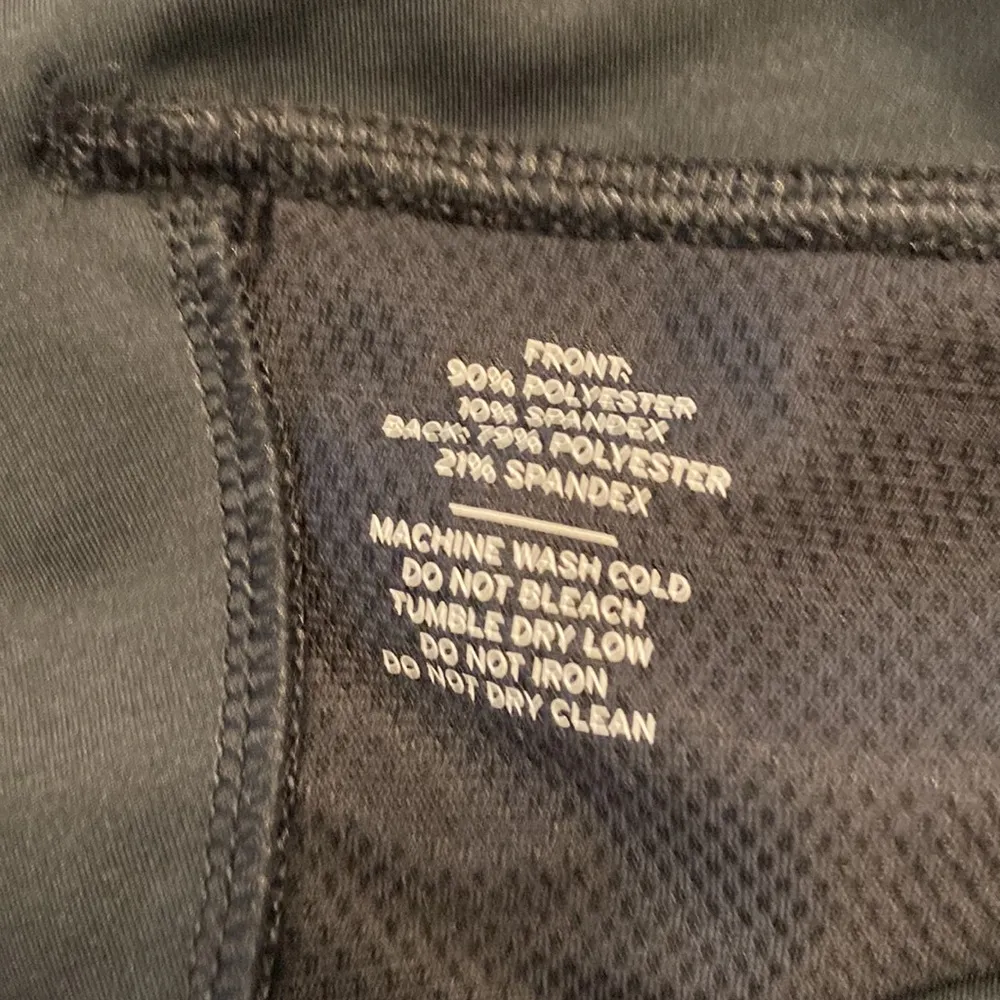 FRONT:
90% POLYESTER
10% SPANDEX
BACK: 79% POLYESTER
21% SPANDEX
MACHINE WASH COLD
DO NOT BLEACH
TUMBLE DRY LOW
DO NOT IRON
DO NOT DRY CLEAN